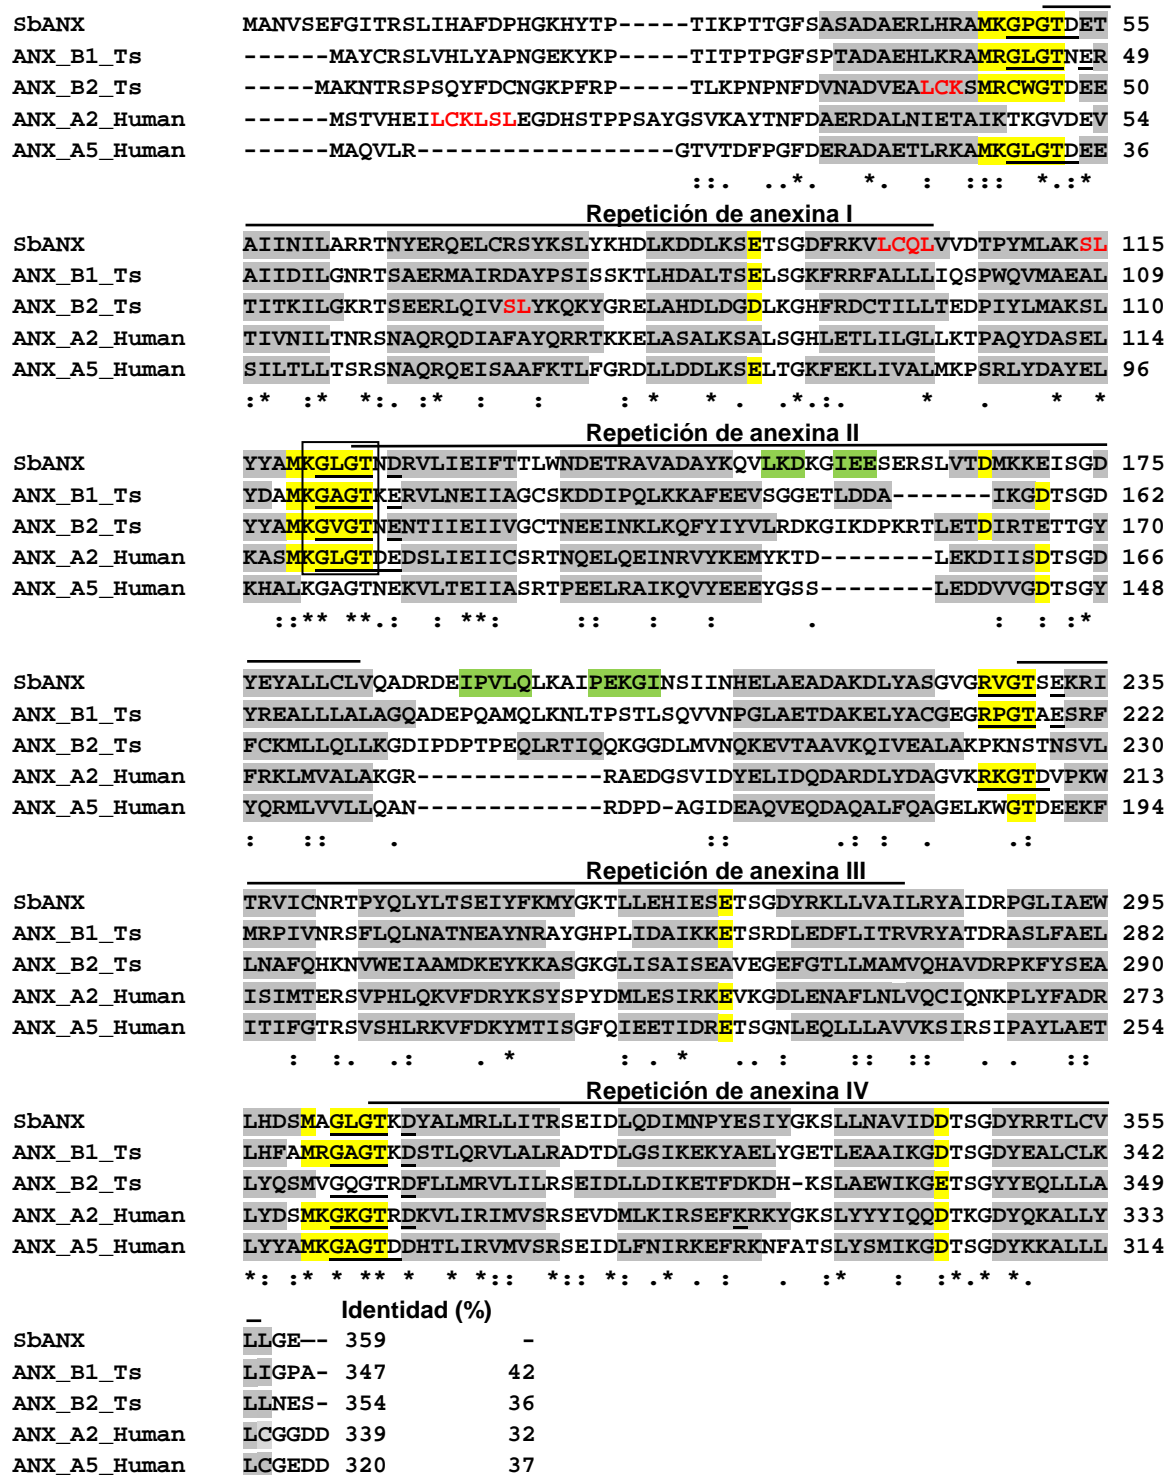 SbANX MANVSEFGITRSLIHAFDPHGKHYTP-----TIKPTTGFSASADAERLHRAMKGPGTDET 55
ANX_B1_Ts ------MAYCRSLVHLYAPNGEKYKP-----TITPTPGFSPTADAEHLKRAMRGLGTNER 49
ANX_B2_Ts -----MAKNTRSPSQYFDCNGKPFRP-----TLKPNPNFDVNADVEALCKSMRCWGTDEE 50
ANX_A2_Human ------MSTVHEILCKLSLEGDHSTPPSAYGSVKAYTNFDAERDALNIETAIKTKGVDEV 54
ANX_A5_Human ------MAQVLR------------------GTVTDFPGFDERADAETLRKAMKGLGTDEE 36
::. ..*. *. : ::: *.:*
Repetición de anexina I
SbANX AIINILARRTNYERQELCRSYKSLYKHDLKDDLKSETSGDFRKVLCQLVVDTPYMLAKSL 115
ANX_B1_Ts AIIDILGNRTSAERMAIRDAYPSISSKTLHDALTSELSGKFRRFALLLIQSPWQVMAEAL 109
ANX_B2_Ts TITKILGKRTSEERLQIVSLYKQKYGRELAHDLDGDLKGHFRDCTILLTEDPIYLMAKSL 110
ANX_A2_Human TIVNILTNRSNAQRQDIAFAYQRRTKKELASALKSALSGHLETLILGLLKTPAQYDASEL 114
ANX_A5_Human SILTLLTSRSNAQRQEISAAFKTLFGRDLLDDLKSELTGKFEKLIVALMKPSRLYDAYEL 96
:* :* *:. :* : : : * * . .*.:. * . * *
Repetición de anexina II
SbANX YYAMKGLGTNDRVLIEIFTTLWNDETRAVADAYKQVLKDKGIEESERSLVTDMKKEISGD 175
ANX_B1_Ts YDAMKGAGTKERVLNEIIAGCSKDDIPQLKKAFEEVSGGETLDDA-------IKGDTSGD 162
ANX_B2_Ts YYAMKGVGTNENTIIEIIVGCTNEEINKLKQFYIYVLRDKGIKDPKRTLETDIRTETTGY 170
ANX_A2_Human KASMKGLGTDEDSLIEIICSRTNQELQEINRVYKEMYKTD--------LEKDIISDTSGD 166
ANX_A5_Human KHALKGAGTNEKVLTEIIASRTPEELRAIKQVYEEEYGSS--------LEDDVVGDTSGY 148
::** **.: : **: :: : : . : : :*
SbANX YEYALLCLVQADRDEIPVLQLKAIPEKGINSIINHELAEADAKDLYASGVGRVGTSEKRI 235
ANX_B1_Ts YREALLLALAGQADEPQAMQLKNLTPSTLSQVVNPGLAETDAKELYACGEGRPGTAESRF 222
ANX_B2_Ts FCKMLLQLLKGDIPDPTPEQLRTIQQKGGDLMVNQKEVTAAVKQIVEALAKPKNSTNSVL 230
ANX_A2_Human FRKLMVALAKGR-------------RAEDGSVIDYELIDQDARDLYDAGVKRKGTDVPKW 213
ANX_A5_Human YQRMLVVLLQAN-------------RDPD-AGIDEAQVEQDAQALFQAGELKWGTDEEKF 194
: :: . :: .: : . .:
Repetición de anexina III
SbANX TRVICNRTPYQLYLTSEIYFKMYGKTLLEHIESETSGDYRKLLVAILRYAIDRPGLIAEW 295
ANX_B1_Ts MRPIVNRSFLQLNATNEAYNRAYGHPLIDAIKKETSRDLEDFLITRVRYATDRASLFAEL 282
ANX_B2_Ts LNAFQHKNVWEIAAMDKEYKKASGKGLISAISEAVEGEFGTLLMAMVQHAVDRPKFYSEA 290
ANX_A2_Human ISIMTERSVPHLQKVFDRYKSYSPYDMLESIRKEVKGDLENAFLNLVQCIQNKPLYFADR 273
ANX_A5_Human ITIFGTRSVSHLRKVFDKYMTISGFQIEETIDRETSGNLEQLLLAVVKSIRSIPAYLAET 254
: :. .: . * : . * .. : :: :: . . ::
Repetición de anexina IV
SbANX LHDSMAGLGTKDYALMRLLITRSEIDLQDIMNPYESIYGKSLLNAVIDDTSGDYRRTLCV 355
ANX_B1_Ts LHFAMRGAGTKDSTLQRVLALRADTDLGSIKEKYAELYGETLEAAIKGDTSGDYEALCLK 342
ANX_B2_Ts LYQSMVGQGTRDFLLMRVLILRSEIDLLDIKETFDKDH-KSLAEWIKGETSGYYEQLLLA 349
ANX_A2_Human LYDSMKGKGTRDKVLIRIMVSRSEVDMLKIRSEFKRKYGKSLYYYIQQDTKGDYQKALLY 333
ANX_A5_Human LYYAMKGAGTDDHTLIRVMVSRSEIDLFNIRKEFRKNFATSLYSMIKGDTSGDYKKALLL 314
*: :* * ** * * *:: *:: *: .* . : . :* : :*.* *.
Identidad (%)
SbANX LLGE-- 359 -
ANX_B1_Ts LIGPA- 347 42
ANX_B2_Ts LLNES- 354 36
ANX_A2_Human LCGGDD 339 32
ANX_A5_Human LCGEDD 320 37